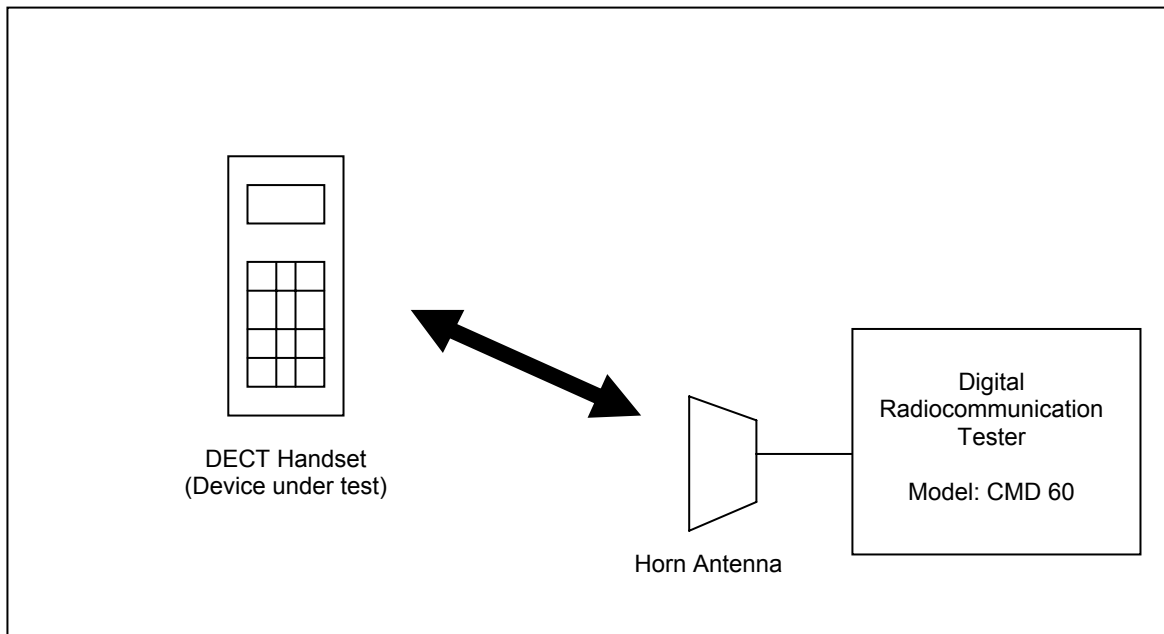 DECT Handset
(Device under test)
Horn Antenna
Digital
Radiocommunication
Tester
Model: CMD 60